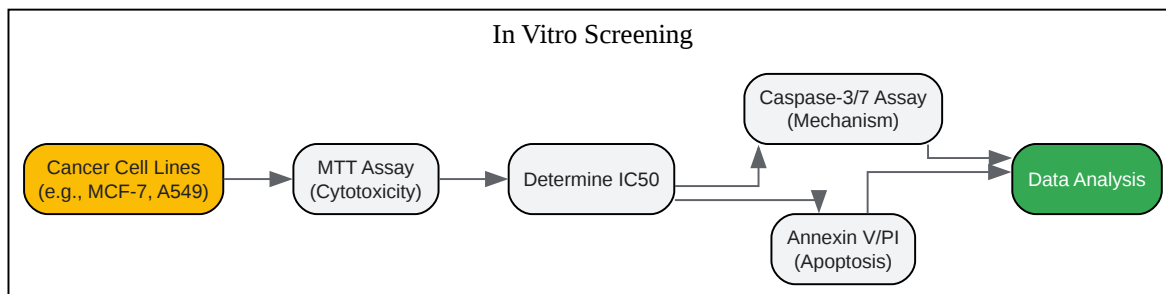 In Vitro Screening
Cancer Cell Lines
(e.g., MCF-7, A549)
MTT Assay
(Cytotoxicity)
Determine IC50
Caspase-3/7 Assay
(Mechanism)
Annexin V/PI
(Apoptosis)
Data Analysis